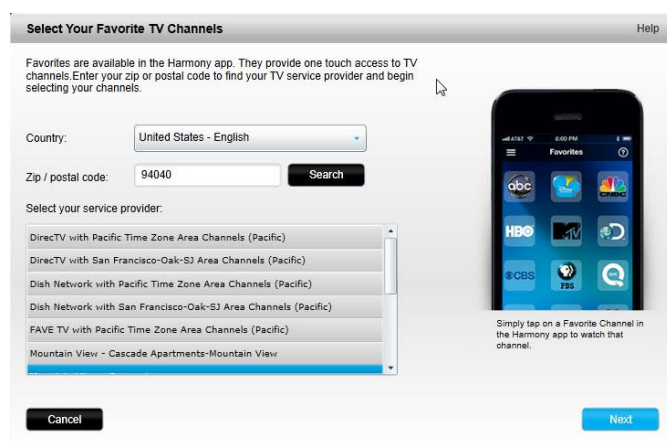 Select Your Favorite TV Channels
Help
Favorites are available in the Harmony app. They provide one touch access to TV
channels.Enter your zip or postal code to find your TV service provider and begin
selecting your channels.
Country:
United States - English
Zip / postal code:
94040
Search
Select your service provider:
DirecTV with Pacific Time Zone Area Channels (Pacific)
DirecTV with San Francisco-Oak-SJ Area Channels (Pacific)
Dish Network with Pacific Time Zone Area Channels (Pacific)
Dish Network with San Francisco-Oak-SJ Area Channels (Pacific)
FAVE TV with Pacific Time Zone Area Channels (Pacific)
Mountain View - Cascade Apartments-Mountain View
AT&T 8:00 PM
Favorites
abc
CNBC
HBO
MTV
D
CBS
PBS
Q
Simply tap on a Favorite Channel in
the Harmony app to watch that
channel.
Cancel
Next